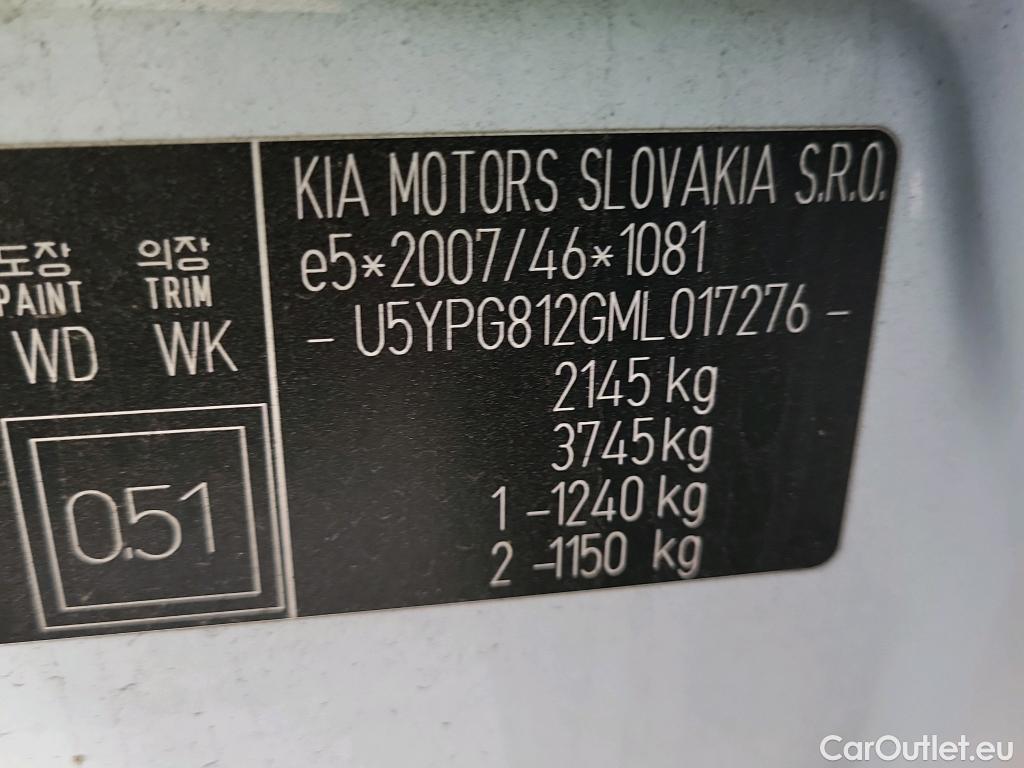 KIA MOTORS SLOVAKIA S.R.O.
e5*2007/46*1081
- U5YPG812GML017276 -
2145 kg
3745 kg
1 -1240 kg
2 -1150 kg
도장 의장
PAINT TRIM
WD WK
0.51
CarOutlet.eu